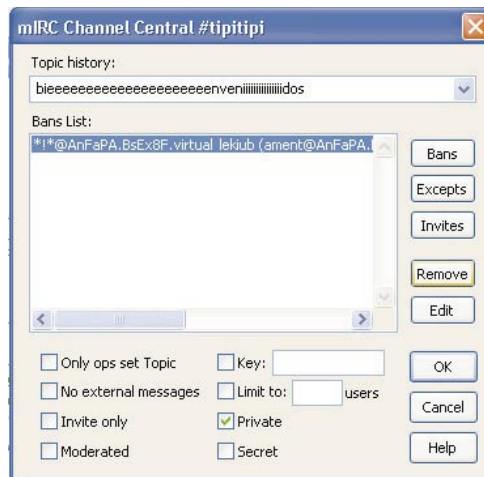 mIRC Channel Central #tipitipi
Topic history:
bieeeeeeeeeeeeeeeeeeeeenveniiiiiiiiiiiiiiidos
Bans List:
*!*@AnFaPA.BsEx8F.virtual lekiub (ament@AnFaPA.
Bans
Excepts
Invites
Remove
Edit
Only ops set Topic
Key:
No external messages
Limit to:
users
Invite only
Private
Moderated
Secret
OK
Cancel
Help